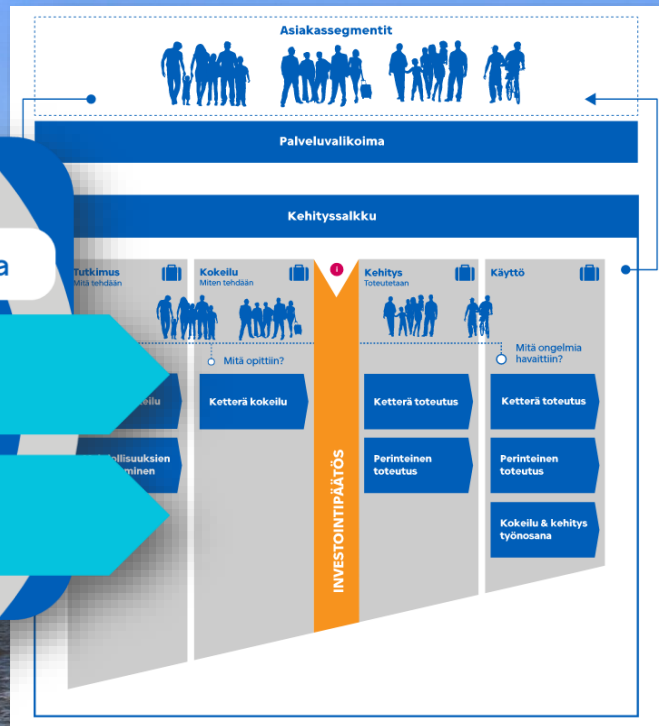 Asiakassegmentit
Palveluvalikoima
Kehityssalkku
a
Tutkimus
Mitä tehdään
Kokeilu
Miten tehdään
i
Kehitys
Toteutetaan
Käyttö
Mitä opittiin?
Mitä ongelmia
havaittiin?
Ketterä kokeilu
Ketterä toteutus
Ketterä toteutus
Perinteinen
toteutus
Perinteinen
toteutus
Kokeilu & kehitys
työnosana
INVESTOINTIPÄÄTÖS